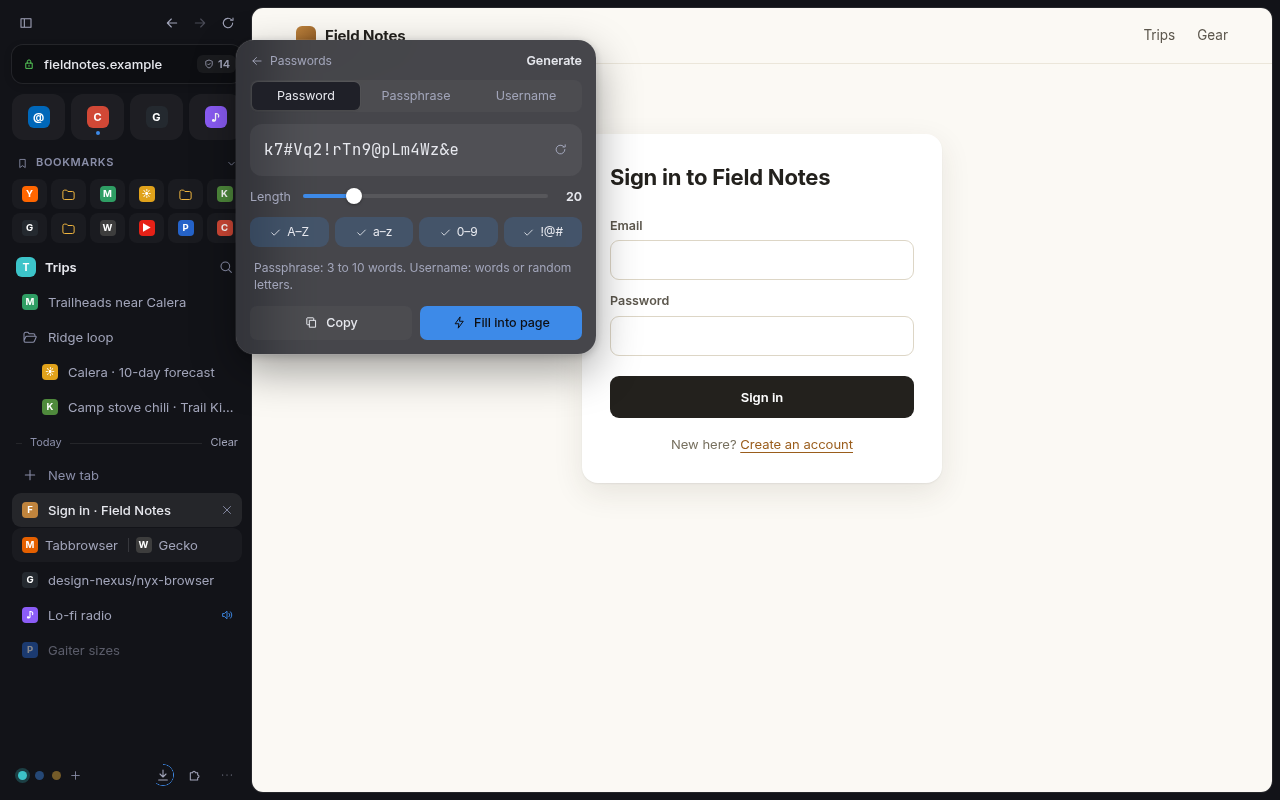 fieldnotes.example
14
@
C
G
BOOKMARKS
Y
M
K
G
W
P
C
T Trips
M Trailheads near Calera
Ridge loop
Calera · 10-day forecast
K Camp stove chili · Trail Ki...
Today
Clear
New tab
F Sign in · Field Notes
M Tabbrowser
W Gecko
G design-nexus/nyx-browser
Lo-fi radio
P Gaiter sizes
Passwords
Generate
Password
Passphrase
Username
k7#Vq2!rTn9@pLm4Wz&e
Length
20
A–Z
a–z
0–9
!@#
Passphrase: 3 to 10 words. Username: words or random
letters.
Copy
Fill into page
Field Notes
Trips
Gear
Sign in to Field Notes
Email
Password
Sign in
New here? Create an account